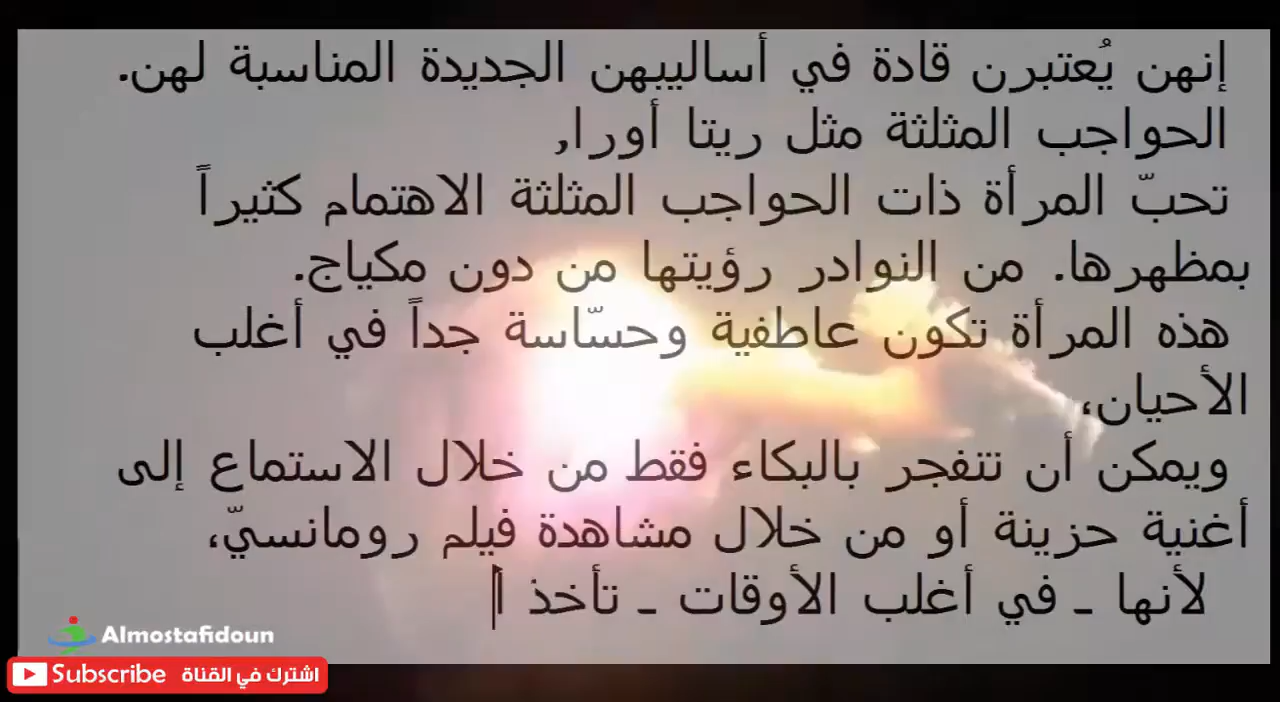 إنهن يُعتبرن قادة في أساليبهن الجديدة المناسبة لهن.
الحواجب المثلثة مثل ريتا أورا,
تحبّ المرأة ذات الحواجب المثلثة الاهتمام كثيراً
بمظهرها. من النوادر رؤيتها من دون مكياج.
هذه المرأة تكون عاطفية وحسّاسة جداً في أغلب
الأحيان،
ويمكن أن تتفجر بالبكاء فقط من خلال الاستماع إلى
أغنية حزينة أو من خلال مشاهدة فيلم رومانسيّ،
لأنها ـ في أغلب الأوقات ـ تأخذ ا
Almostafidoun
Subscribe اشترك في القناة